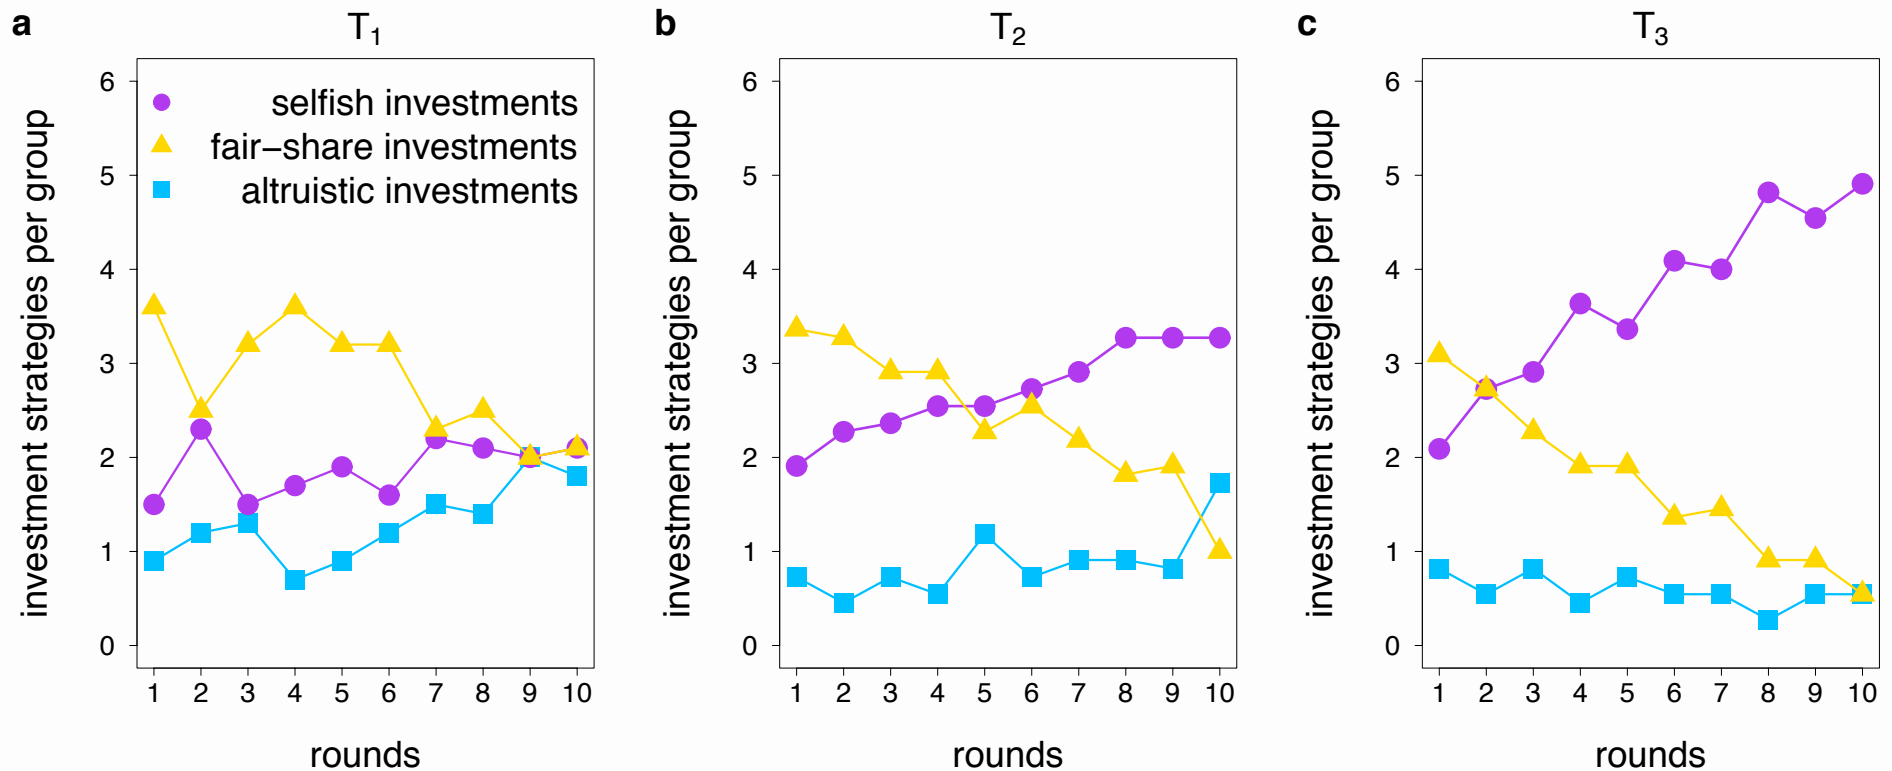 a
T1
investment strategies per group
6
5
4
3
2
1
0
selfish investments
fair−share investments
altruistic investments
1 2 3 4 5 6 7 8 9 10
rounds
b
T2
investment strategies per group
6
5
4
3
2
1
0
1 2 3 4 5 6 7 8 9 10
rounds
c
T3
investment strategies per group
6
5
4
3
2
1
0
1 2 3 4 5 6 7 8 9 10
rounds